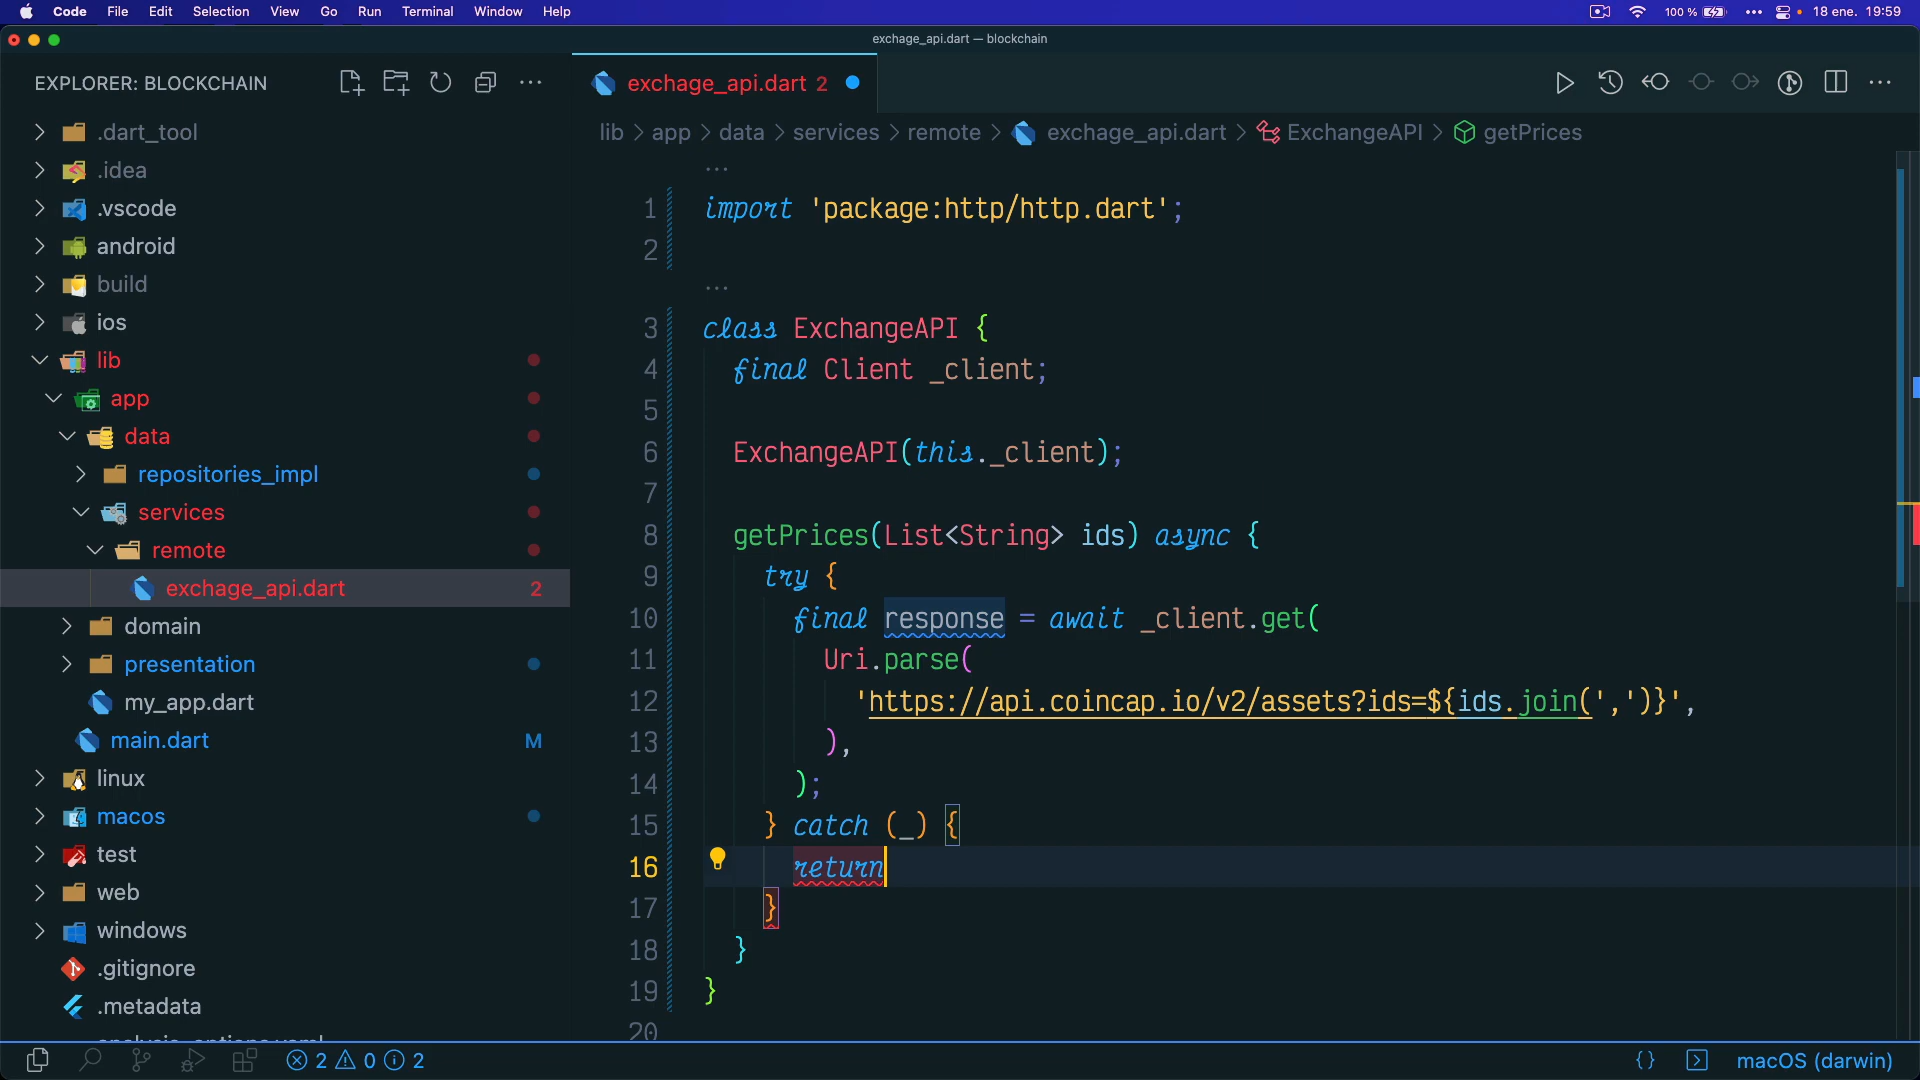 Code File Edit Selection View Go Run Terminal Window Help 100 % 18 ene. 19:59
exchage_api.dart — blockchain
EXPLORER: BLOCKCHAIN
.dart_tool
.idea
.vscode
android
build
ios
lib
app
data
repositories_impl
services
remote
exchage_api.dart 2
domain
presentation
my_app.dart
main.dart M
linux
macos
test
web
windows
.gitignore
.metadata
exchage_api.dart 2
lib > app > data > services > remote > exchage_api.dart > ExchangeAPI > getPrices
...
1 import 'package:http/http.dart';
2
...
3 class ExchangeAPI {
4 final Client _client;
5
6 ExchangeAPI(this._client);
7
8 getPrices(List<String> ids) async {
9 try {
10 final response = await _client.get(
11 Uri.parse(
12 'https://api.coincap.io/v2/assets?ids=${ids.join(',')}',
13 ),
14 );
15 } catch (_) {
16 return
17 }
18 }
19 }
20
2 0 2 {} macOS (darwin)